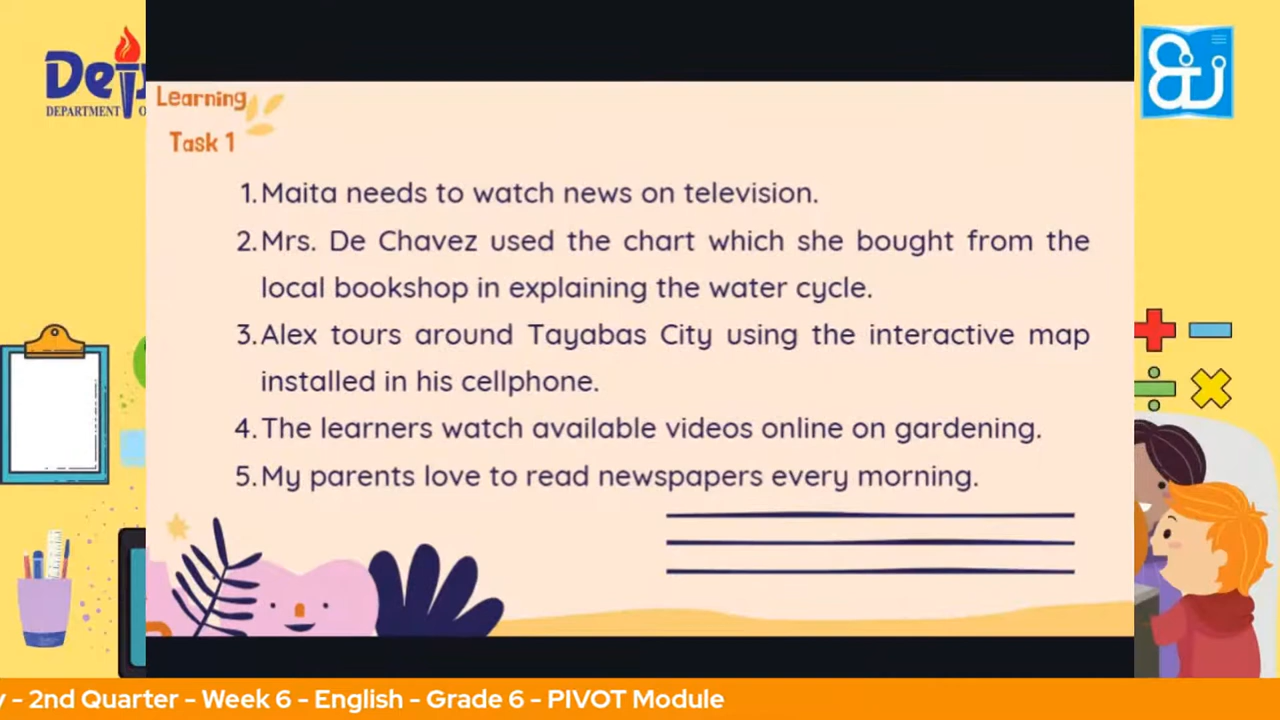 DEPARTMENT O
Learning
Task 1
1. Maita needs to watch news on television.
2. Mrs. De Chavez used the chart which she bought from the
local bookshop in explaining the water cycle.
3. Alex tours around Tayabas City using the interactive map
installed in his cellphone.
4. The learners watch available videos online on gardening.
5. My parents love to read newspapers every morning.
y - 2nd Quarter - Week 6 - English - Grade 6 - PIVOT Module